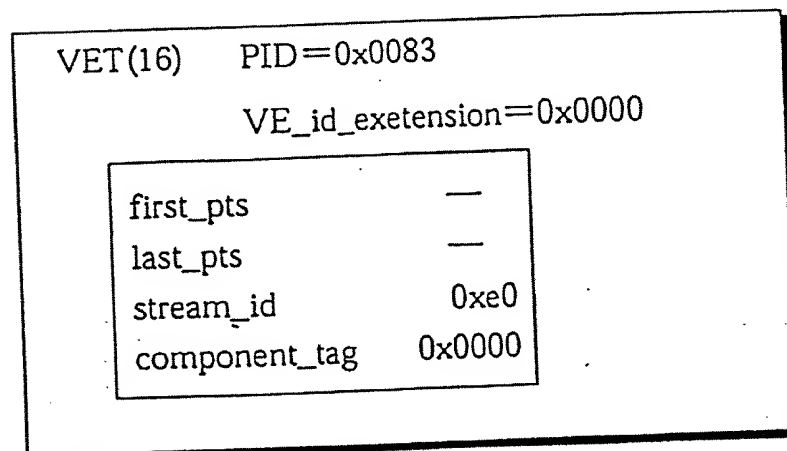 VET(16) PID=0x0083
VE_id_exetension=0x0000
first_pts —
last_pts —
stream_id 0xe0
component_tag 0x0000